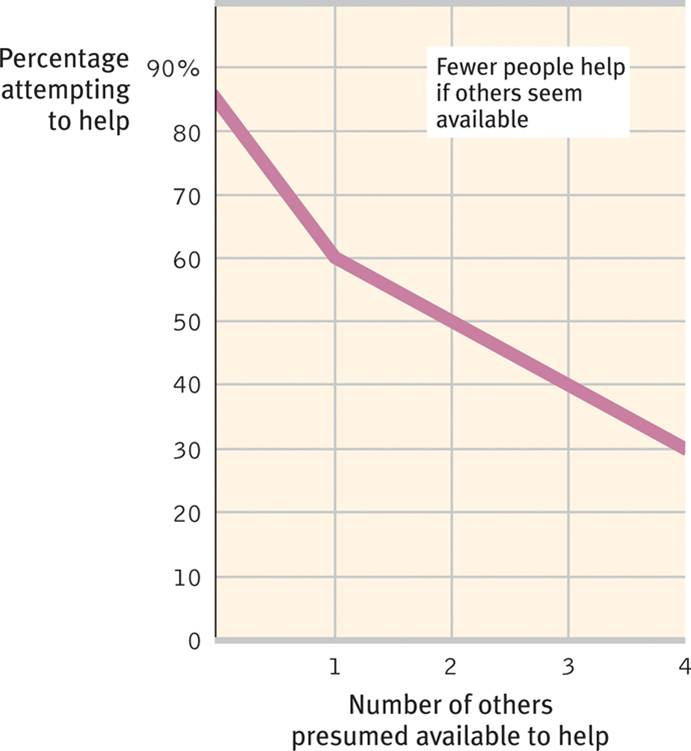 Percentage
attempting
to help
90%
80
70
60
50
40
30
20
10
0
Fewer people help
if others seem
available
1 2 3 4
Number of others
presumed available to help